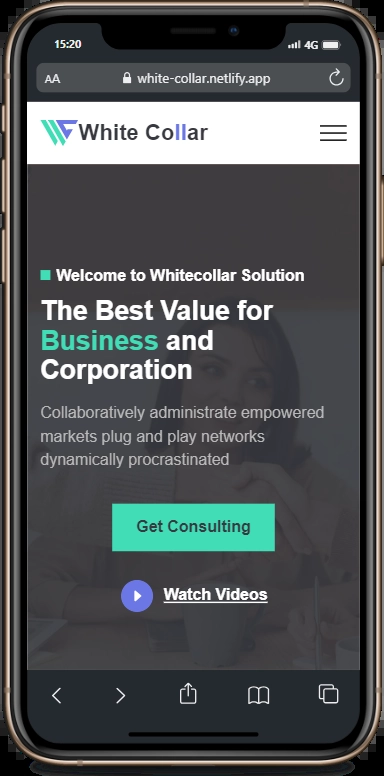 15:20
4G
AA
white-collar.netlify.app
White Collar
Welcome to Whitecollar Solution
The Best Value for
Business and
Corporation
Collaboratively administrate empowered
markets plug and play networks
dynamically procrastinated
Get Consulting
Watch Videos